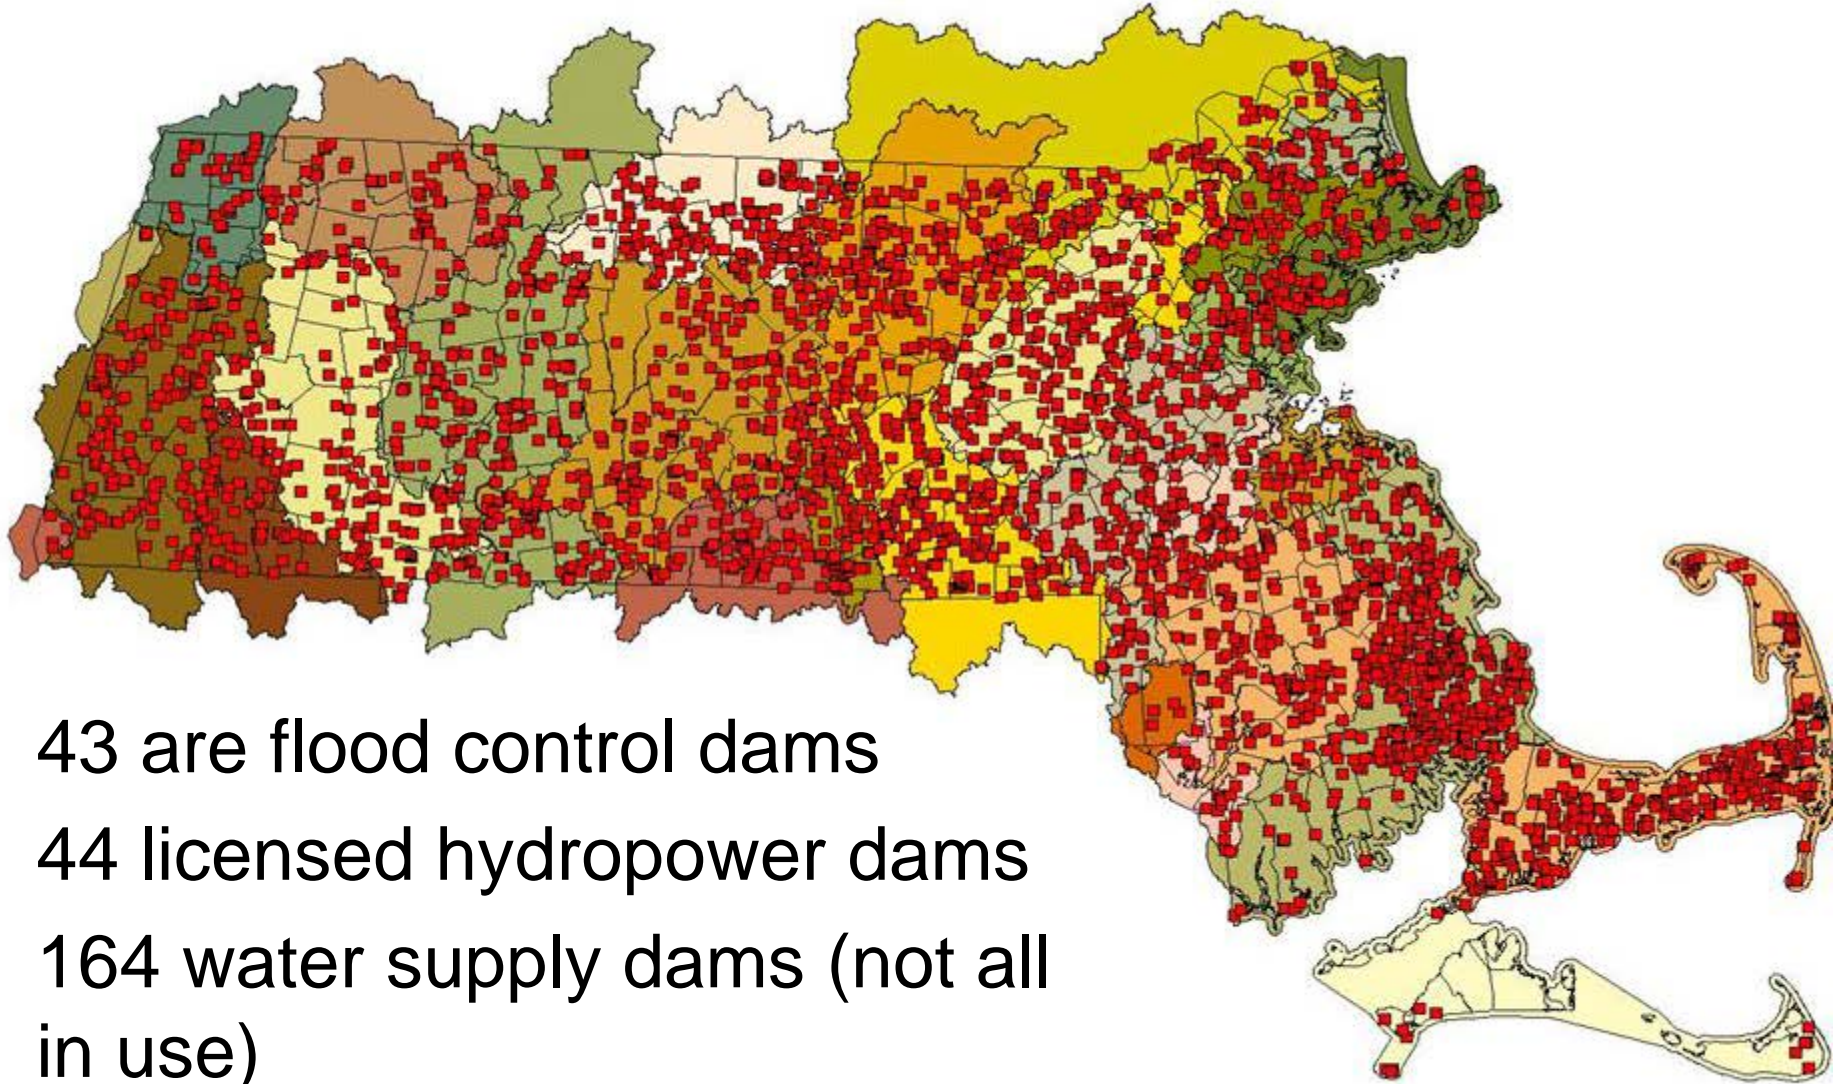 43 are flood control dams
44 licensed hydropower dams
164 water supply dams (not all
in use)